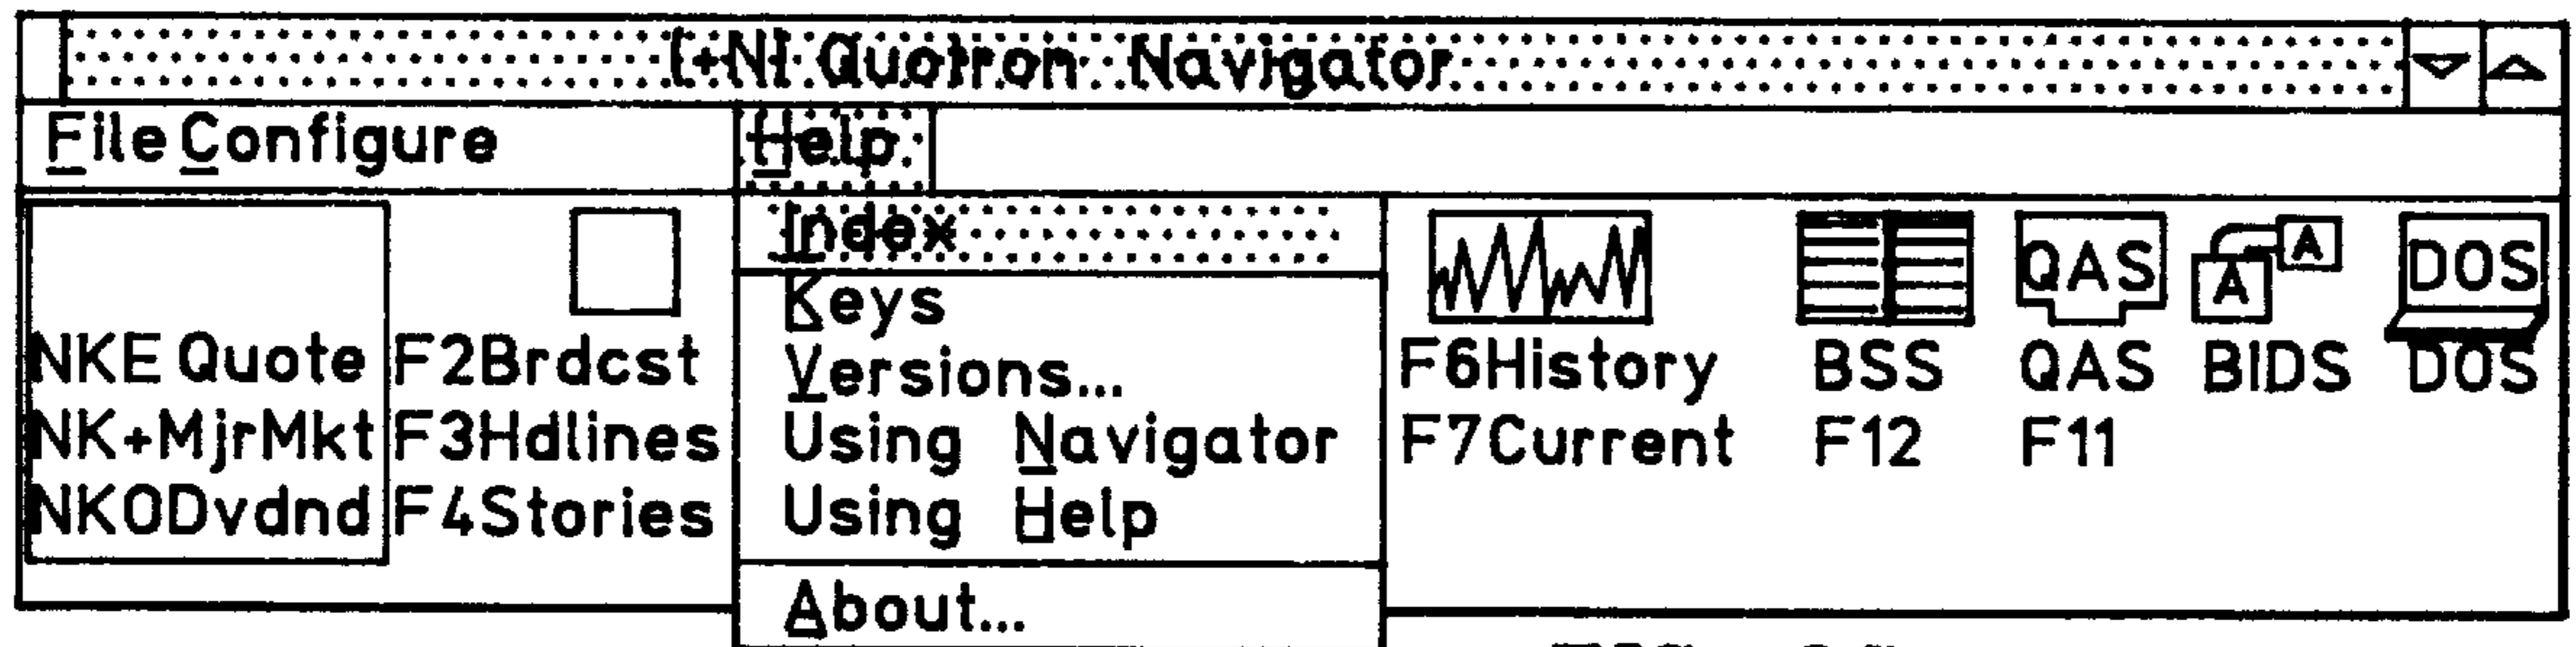 [+N] Quotron Navigator
File Configure Help
Index
Keys
Versions...
Using Navigator
Using Help
About...
NKE Quote
NK+MjrMkt
NK0Dvdnd
F2Brdcst
F3Hdlines
F4Stories
F6History
F7Current
BSS
F12
QAS
QAS
F11
A
A
BIDS
DOS
DOS